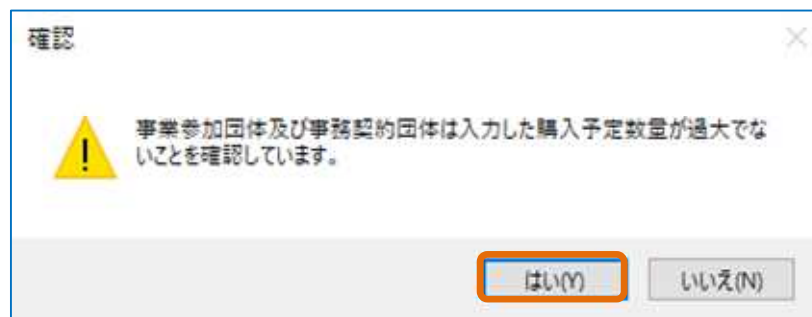 確認
事業参加団体及び事務契約団体は入力した購入予定数量が過大でな
いことを確認しています。
はい(Y)
いいえ(N)